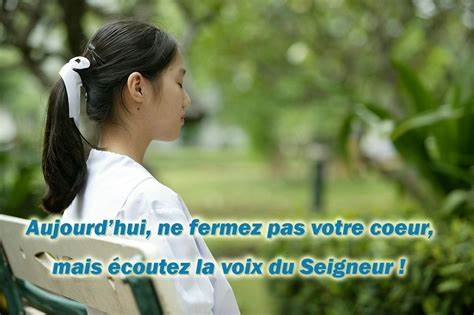 Aujourd'hui, ne fermez pas votre coeur,
mais écoutez la voix du Seigneur !